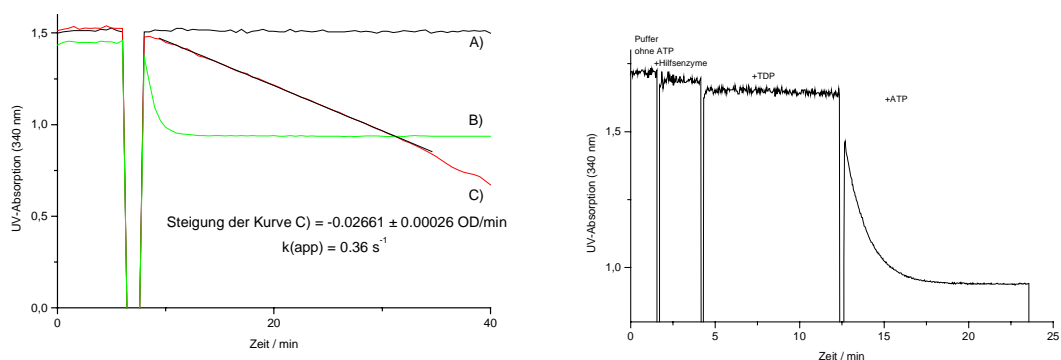 1,5
1,0
0,5
0,0
UV-Absorption (340 nm)
A)
B)
C)
Steigung der Kurve C) = -0.02661 ± 0.00026 OD/min
k(app) = 0.36 s⁻¹
0
10
20
30
40
Zeit / min
Puffer
ohne ATP
+Hilfsenzyme
+TDP
+ATP
1,5
1,0
UV-Absorption (340 nm)
0
5
10
15
20
25
Zeit / min